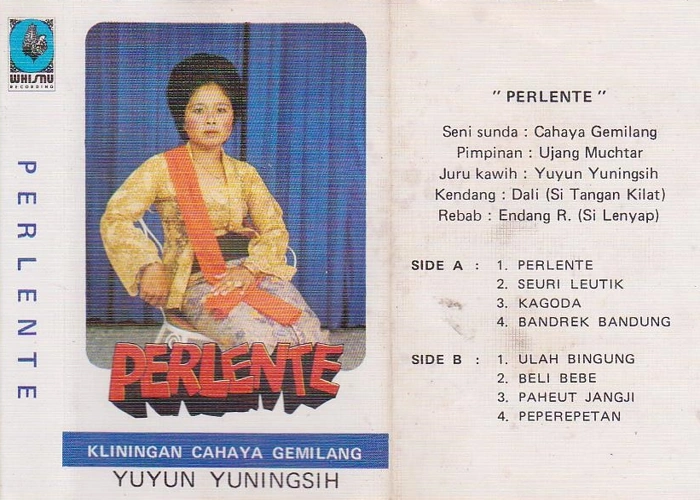 WHISNU
RECORDING
PERLENTE
PERLENTE
KLININGAN CAHAYA GEMILANG
YUYUN YUNINGSIH
" PERLENTE "
Seni sunda : Cahaya Gemilang
Pimpinan : Ujang Muchtar
Juru kawih : Yuyun Yuningsih
Kendang : Dali (Si Tangan Kilat)
Rebab : Endang R. (Si Lenyap)
SIDE A : 1. PERLENTE
2. SEURI LEUTIK
3. KAGODA
4. BANDREK BANDUNG
SIDE B : 1. ULAH BINGUNG
2. BELI BEBE
3. PAHEUT JANGJI
4. PEPEREPETAN